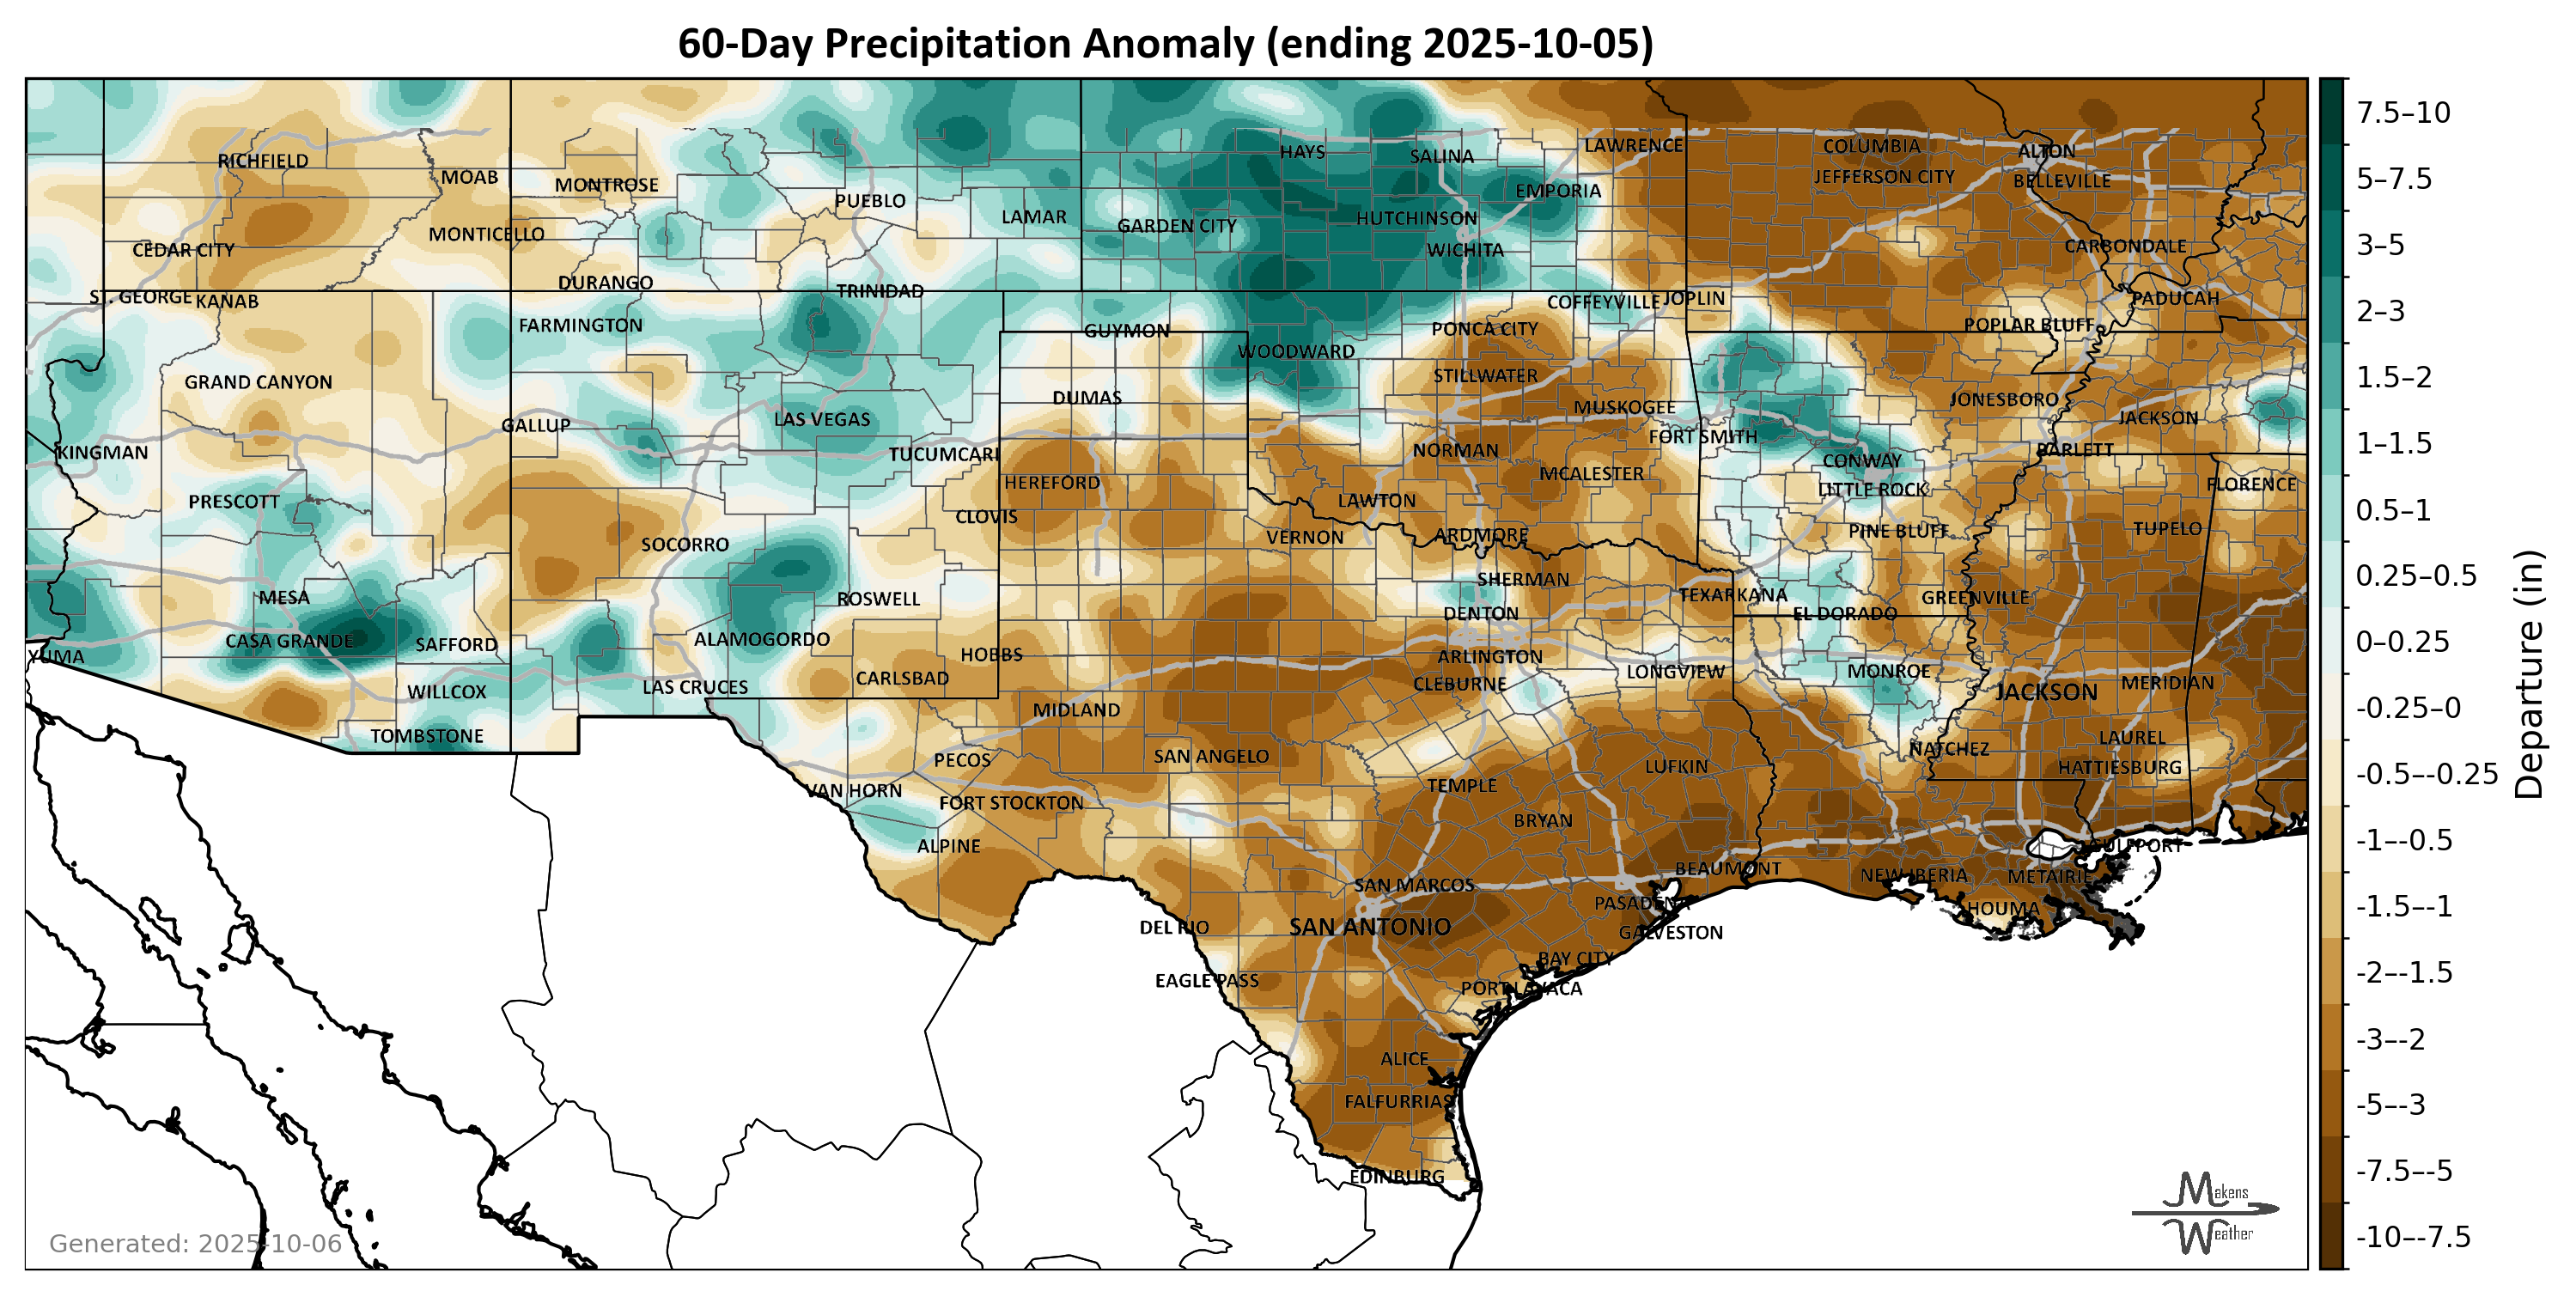 60-Day Precipitation Anomaly (ending 2025-10-05)
RICHFIELD
MOAB
MONTROSE
PUEBLO
LAMAR
GARDEN CITY
HAYS
SALINA
HUTCHINSON
EMPORIA
LAWRENCE
COLUMBIA
JEFFERSON CITY
ALTON
BELLEVILLE
CEDAR CITY
MONTICELLO
WICHITA
CARBONDALE
ST. GEORGE
KANAB
DURANGO
TRINIDAD
COFFEYVILLE
JOPLIN
PADUCAH
FARMINGTON
GUYMON
PONCA CITY
POPLAR BLUFF
WOODWARD
GRAND CANYON
DUMAS
STILLWATER
MUSKOGEE
JONESBORO
JACKSON
GALLUP
LAS VEGAS
KINGMAN
TUCUMCARI
NORMAN
FORT SMITH
BARLETT
CONWAY
HEREFORD
MCALESTER
LITTLE ROCK
FLORENCE
PRESCOTT
CLOVIS
LAWTON
SOCORRO
VERNON
ARDMORE
PINE BLUFF
TUPELO
MESA
ROSWELL
SHERMAN
TEXARKANA
GREENVILLE
DENTON
EL DORADO
CASA GRANDE
SAFFORD
ALAMOGORDO
YUMA
HOBBS
ARLINGTON
CARLSBAD
CLEBURNE
LONGVIEW
MONROE
MERIDIAN
WILLCOX
LAS CRUCES
JACKSON
MIDLAND
TOMBSTONE
LAUREL
PECOS
SAN ANGELO
NATCHEZ
HATTIESBURG
LUFKIN
VAN HORN
FORT STOCKTON
TEMPLE
BRYAN
ALPINE
GULFPORT
BEAUMONT
SAN MARCOS
NEW IBERIA
METAIRIE
PASADENA
HOUMA
DEL RIO
SAN ANTONIO
GALVESTON
BAY CITY
EAGLE PASS
PORT LAVACA
ALICE
FALFURRIAS
EDINBURG
Generated: 2025-10-06
Makens
Weather
7.5–10
5–7.5
3–5
2–3
1.5–2
1–1.5
0.5–1
0.25–0.5
0–0.25
-0.25–0
-0.5–-0.25
-1–-0.5
-1.5–-1
-2–-1.5
-3–-2
-5–-3
-7.5–-5
-10–-7.5
Departure (in)